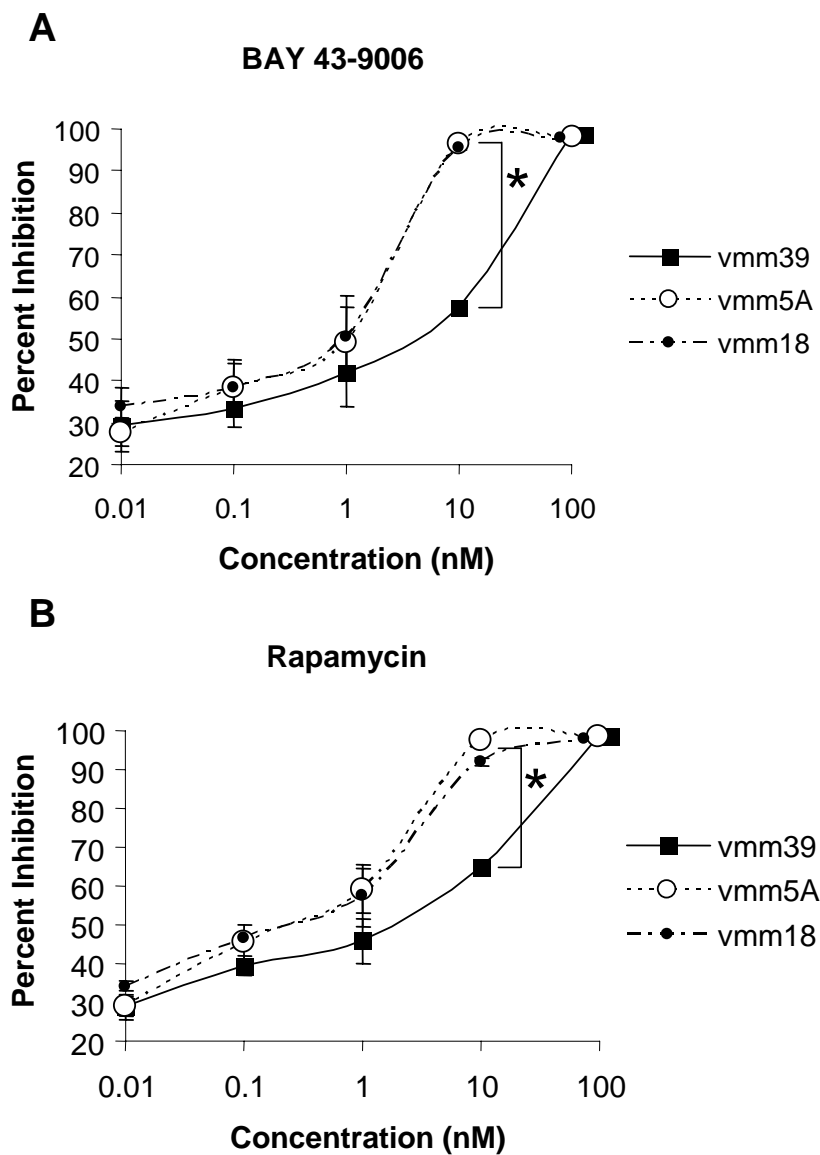 A
BAY 43-9006
Percent Inhibition
100
90
80
70
60
50
40
30
20
*
0.01 0.1 1 10 100
Concentration (nM)
vmm39
vmm5A
vmm18
B
Rapamycin
Percent Inhibition
100
90
80
70
60
50
40
30
20
*
0.01 0.1 1 10 100
Concentration (nM)
vmm39
vmm5A
vmm18